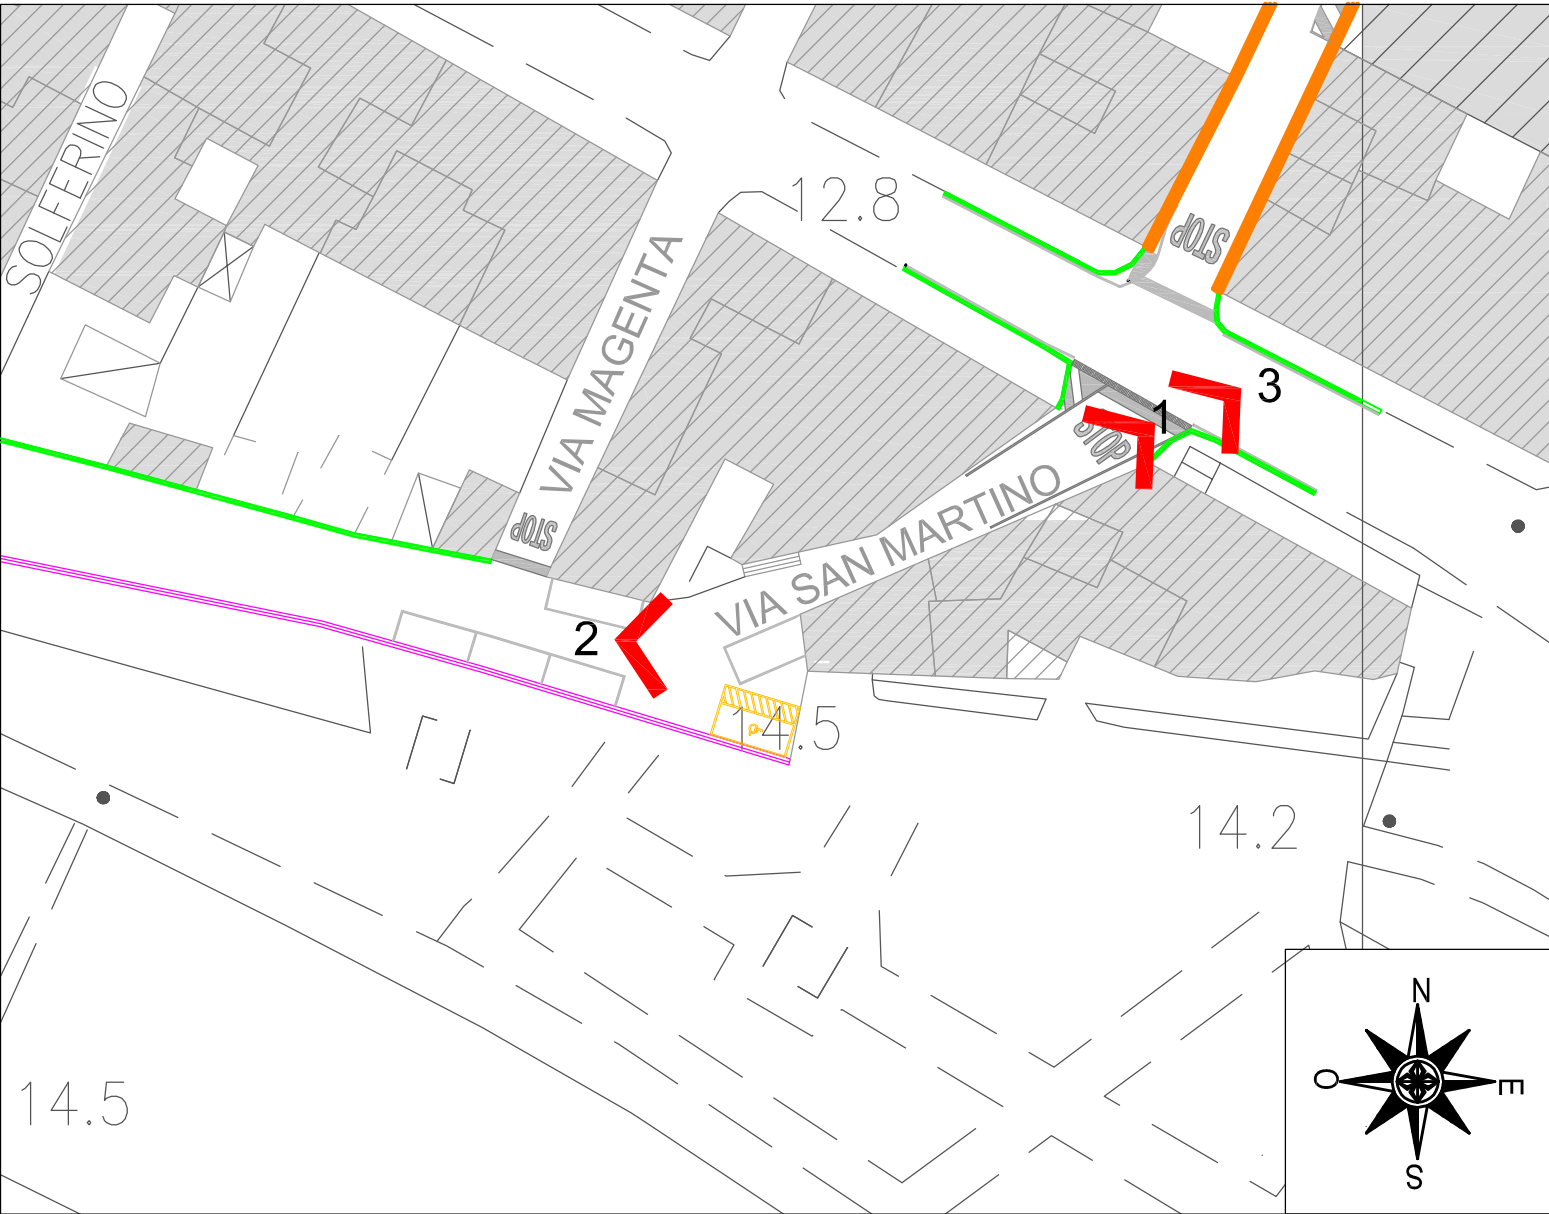 SOLFERINO
12.8
STOP
VIA MAGENTA
3
1
STOP
VIA SAN MARTINO
STOP
2
14.5
14.2
14.5
N
O
E
S